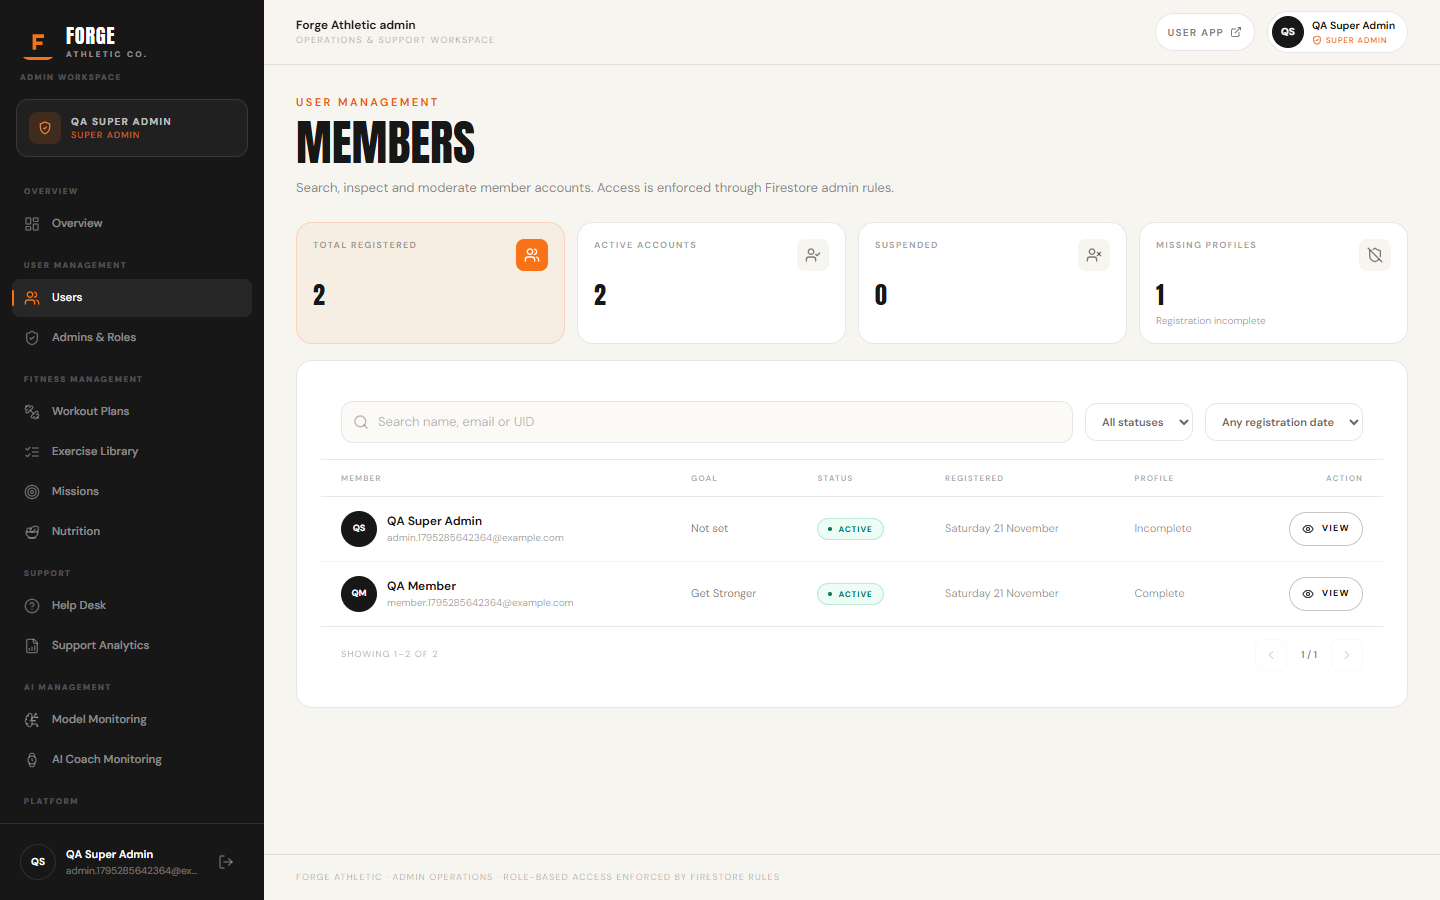 F
FORGE
ATHLETIC CO.
ADMIN WORKSPACE
QA SUPER ADMIN
SUPER ADMIN
OVERVIEW
Overview
USER MANAGEMENT
Users
Admins & Roles
FITNESS MANAGEMENT
Workout Plans
Exercise Library
Missions
Nutrition
SUPPORT
Help Desk
Support Analytics
AI MANAGEMENT
Model Monitoring
AI Coach Monitoring
PLATFORM
QS
QA Super Admin
admin.1795285642364@ex...
Forge Athletic admin
OPERATIONS & SUPPORT WORKSPACE
USER APP
QS
QA Super Admin
SUPER ADMIN
USER MANAGEMENT
MEMBERS
Search, inspect and moderate member accounts. Access is enforced through Firestore admin rules.
TOTAL REGISTERED
2
ACTIVE ACCOUNTS
2
SUSPENDED
0
MISSING PROFILES
1
Registration incomplete
Search name, email or UID
All statuses
Any registration date
MEMBER GOAL STATUS REGISTERED PROFILE ACTION
QS
QA Super Admin
admin.1795285642364@example.com
Not set
ACTIVE
Saturday 21 November
Incomplete
VIEW
QM
QA Member
member.1795285642364@example.com
Get Stronger
ACTIVE
Saturday 21 November
Complete
VIEW
SHOWING 1–2 OF 2
1 / 1
FORGE ATHLETIC · ADMIN OPERATIONS · ROLE-BASED ACCESS ENFORCED BY FIRESTORE RULES